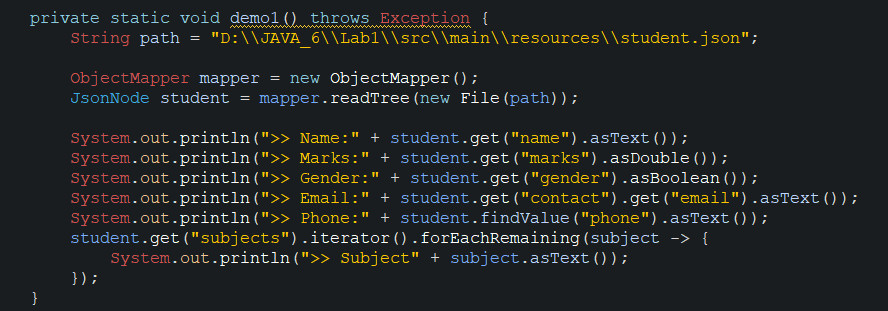 private static void demo1() throws Exception {
    String path = "D:\\JAVA_6\\Lab1\\src\\main\\resources\\student.json";

    ObjectMapper mapper = new ObjectMapper();
    JsonNode student = mapper.readTree(new File(path));

    System.out.println(">> Name:" + student.get("name").asText());
    System.out.println(">> Marks:" + student.get("marks").asDouble());
    System.out.println(">> Gender:" + student.get("gender").asBoolean());
    System.out.println(">> Email:" + student.get("contact").get("email").asText());
    System.out.println(">> Phone:" + student.findValue("phone").asText());
    student.get("subjects").iterator().forEachRemaining(subject -> {
        System.out.println(">> Subject" + subject.asText());
    });
}